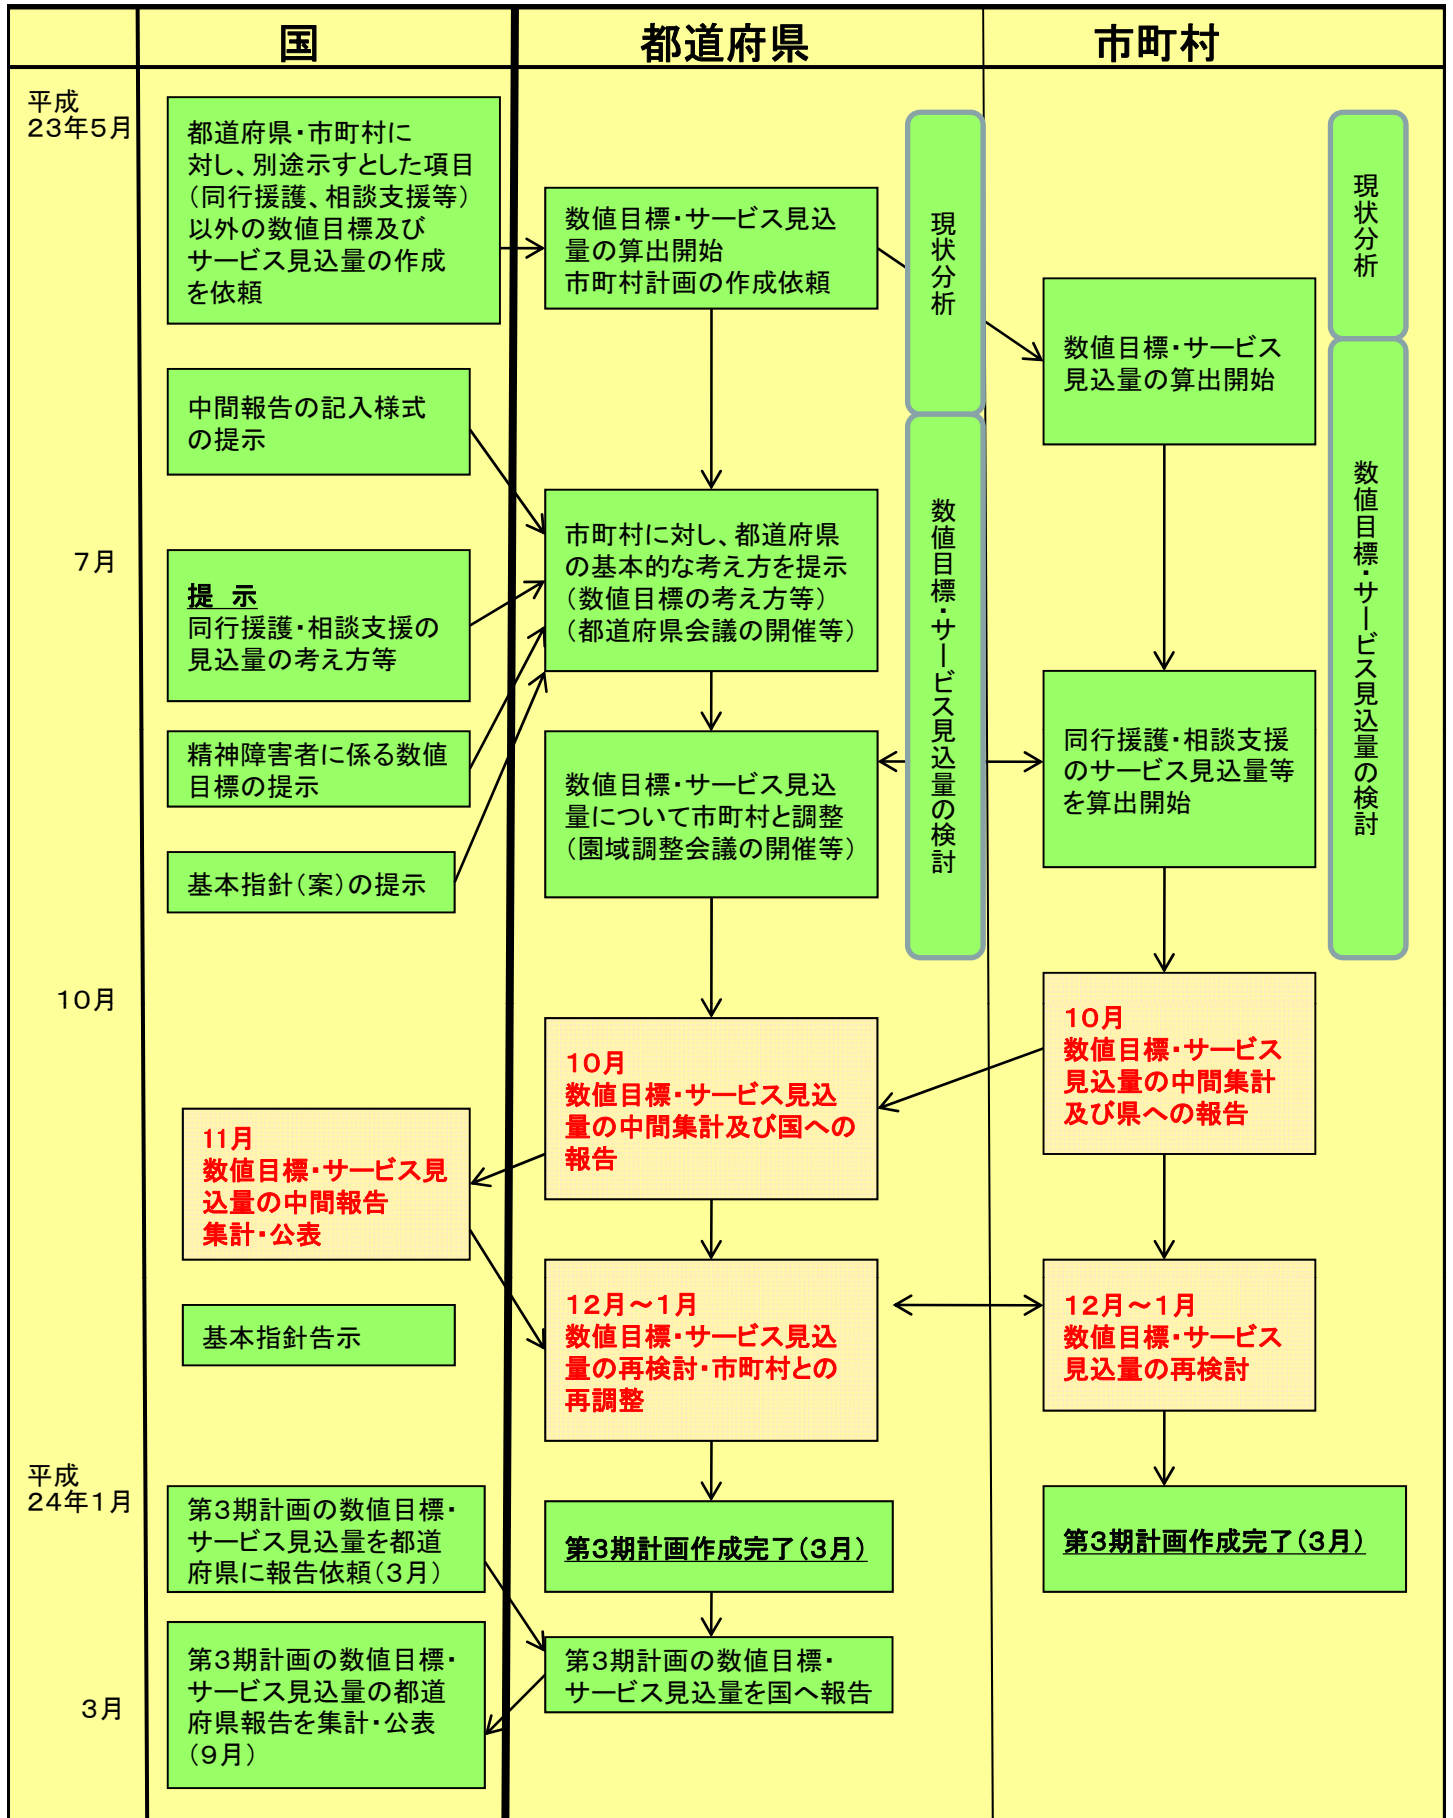 国
都道府県
市町村
平成
23年5月
都道府県・市町村に
対し、別途示すとした項目
(同行援護、相談支援等)
以外の数値目標及び
サービス見込量の作成
を依頼
数値目標・サービス見込
量の算出開始
市町村計画の作成依頼
現状分析
現状分析
数値目標・サービス
見込量の算出開始
中間報告の記入様式
の提示
7月
提 示
同行援護・相談支援の
見込量の考え方等
市町村に対し、都道府県
の基本的な考え方を提示
(数値目標の考え方等)
(都道府県会議の開催等)
数値目標・サービス見込量の検討
数値目標・サービス見込量の検討
精神障害者に係る数値
目標の提示
数値目標・サービス見込
量について市町村と調整
(園域調整会議の開催等)
同行援護・相談支援
のサービス見込量等
を算出開始
基本指針(案)の提示
10月
10月
数値目標・サービス見込
量の中間集計及び国への
報告
10月
数値目標・サービス
見込量の中間集計
及び県への報告
11月
数値目標・サービス見
込量の中間報告
集計・公表
基本指針告示
12月~1月
数値目標・サービス見込
量の再検討・市町村との
再調整
12月~1月
数値目標・サービス
見込量の再検討
平成
24年1月
第3期計画の数値目標・
サービス見込量を都道
府県に報告依頼(3月)
第3期計画作成完了(3月)
第3期計画作成完了(3月)
3月
第3期計画の数値目標・
サービス見込量の都道
府県報告を集計・公表
(9月)
第3期計画の数値目標・
サービス見込量を国へ報告